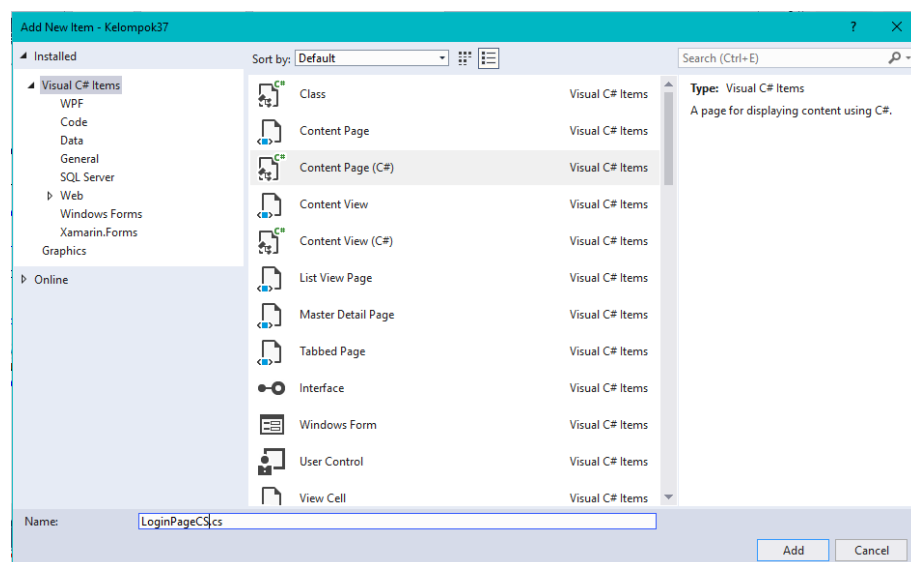 Add New Item - Kelompok37
?
Installed
Sort by: Default
Search (Ctrl+E)
Visual C# Items
WPF
Code
Data
General
SQL Server
Web
Windows Forms
Xamarin.Forms
Graphics
Online
C# Class Visual C# Items
Content Page Visual C# Items
C# Content Page (C#) Visual C# Items
Content View Visual C# Items
C# Content View (C#) Visual C# Items
List View Page Visual C# Items
Master Detail Page Visual C# Items
Tabbed Page Visual C# Items
Interface Visual C# Items
Windows Form Visual C# Items
User Control Visual C# Items
View Cell Visual C# Items
Type: Visual C# Items
A page for displaying content using C#.
Name: LoginPageCS.cs
Add Cancel